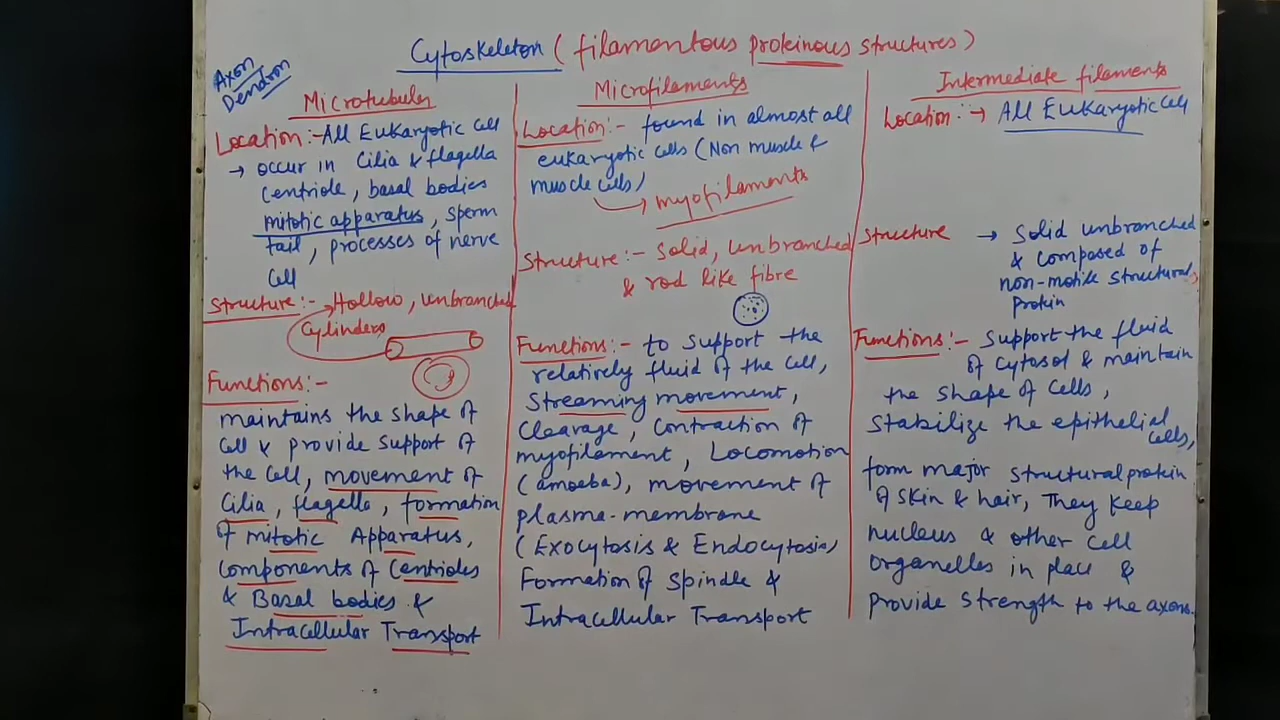 Cytoskeleton (filamentous proteinous structures)
Axon
Dendron
Microtubules
Location:- All Eukaryotic Cell
→ occur in Cilia & flagella
Centriole, basal bodies
mitotic apparatus, sperm
tail, processes of nerve
Cell
Structure:- Hollow, unbranched
Cylinders
Functions:-
maintains the shape of
Cell & provide support of
the Cell, movement of
Cilia, flagella, formation
of mitotic Apparatus,
Components of Centrioles
& Basal bodies &
Intracellular Transport
Microfilaments
Location:- found in almost all
eukaryotic cells (Non muscle &
muscle cells)
→ myofilaments
Structure:- Solid, unbranched
& rod like fibre
Functions:- to support the
relatively fluid of the cell,
Streaming movement,
Cleavage, Contraction of
myofilament, Locomotion
(amoeba), movement of
plasma-membrane
(Exocytosis & Endocytosis)
Formation of Spindle &
Intracellular Transport
Intermediate filaments
Location:- → All Eukaryotic Cell
Structure → Solid unbranched
& composed of
non-motile structural
protein
Functions:- Support the fluid
of Cytosol & maintain
the shape of Cells,
Stabilize the epithelial
Cells,
form major structural protein
of skin & hair, They Keep
nucleus & other cell
organelles in place &
Provide strength to the axons.